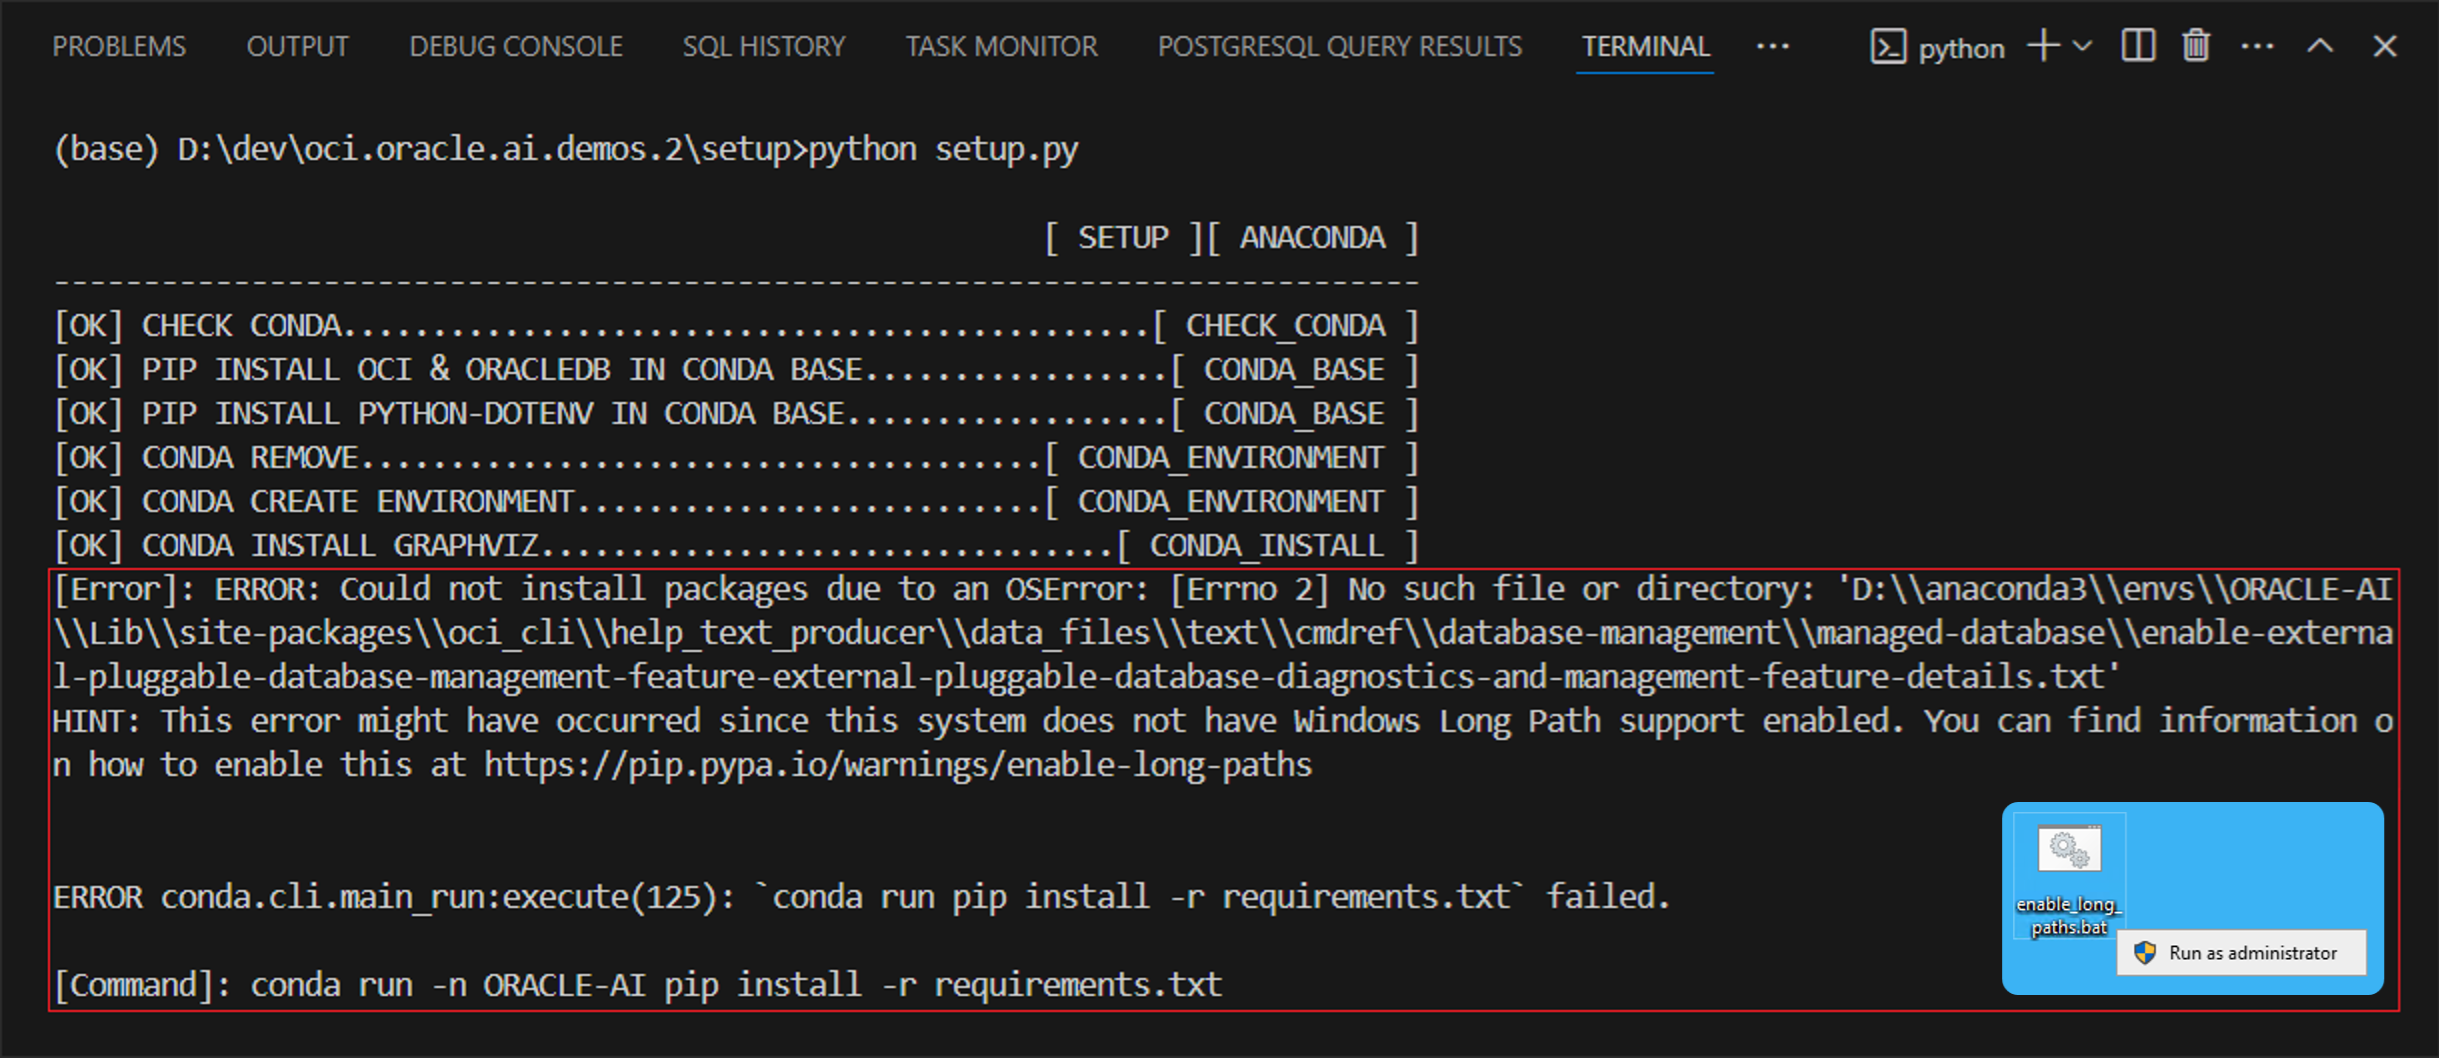 PROBLEMS OUTPUT DEBUG CONSOLE SQL HISTORY TASK MONITOR POSTGRESQL QUERY RESULTS TERMINAL ··· python
(base) D:\dev\oci.oracle.ai.demos.2\setup>python setup.py
[ SETUP ][ ANACONDA ]
----------------------------------------------------------------------------
[OK] CHECK CONDA.............................................[ CHECK_CONDA ]
[OK] PIP INSTALL OCI & ORACLEDB IN CONDA BASE.................[ CONDA_BASE ]
[OK] PIP INSTALL PYTHON-DOTENV IN CONDA BASE..................[ CONDA_BASE ]
[OK] CONDA REMOVE......................................[ CONDA_ENVIRONMENT ]
[OK] CONDA CREATE ENVIRONMENT..........................[ CONDA_ENVIRONMENT ]
[OK] CONDA INSTALL GRAPHVIZ................................[ CONDA_INSTALL ]
[Error]: ERROR: Could not install packages due to an OSError: [Errno 2] No such file or directory: 'D:\\anaconda3\\envs\\ORACLE-AI
\\Lib\\site-packages\\oci_cli\\help_text_producer\\data_files\\text\\cmdref\\database-management\\managed-database\\enable-externa
l-pluggable-database-management-feature-external-pluggable-database-diagnostics-and-management-feature-details.txt'
HINT: This error might have occurred since this system does not have Windows Long Path support enabled. You can find information o
n how to enable this at https://pip.pypa.io/warnings/enable-long-paths
ERROR conda.cli.main_run:execute(125): `conda run pip install -r requirements.txt` failed.
[Command]: conda run -n ORACLE-AI pip install -r requirements.txt
enable_long_
paths.bat
Run as administrator